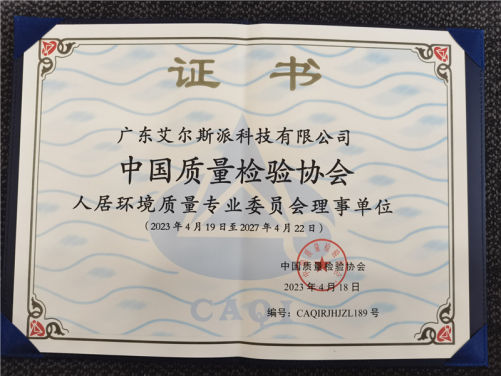 证书
广东艾尔斯派科技有限公司
中国质量检验协会
人居环境质量专业委员会理事单位
(2023年4月19日至2027年4月22日)
中国质量检验协会
2023年4月18日
编号:CAQIRJHJZL189号
CAQI